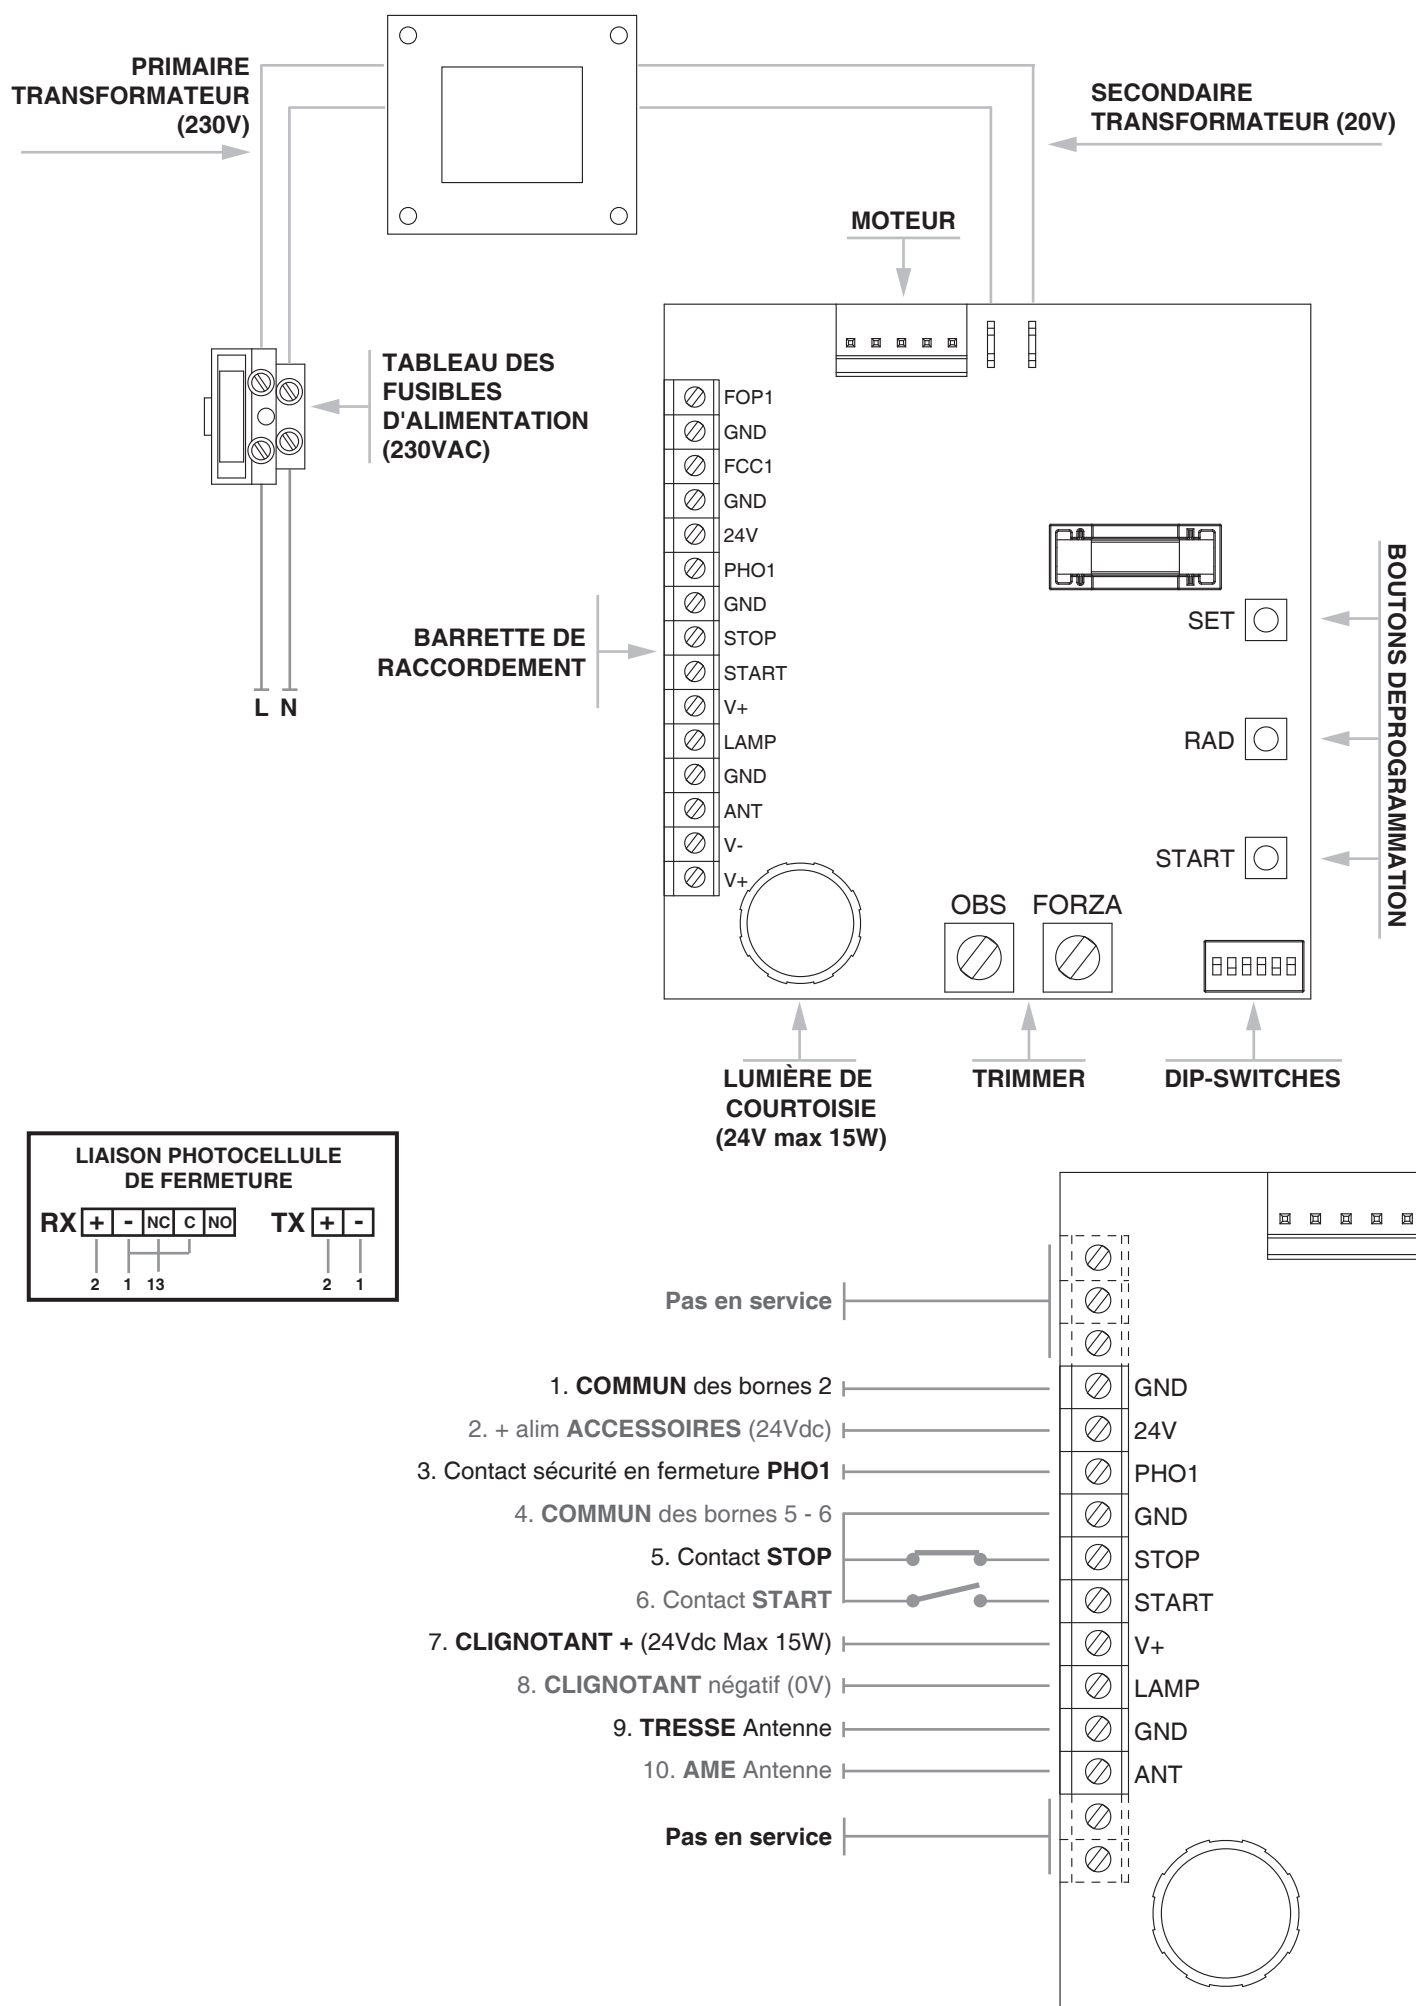 PRIMAIRE
TRANSFORMATEUR
(230V)
SECONDAIRE
TRANSFORMATEUR (20V)
MOTEUR
TABLEAU DES
FUSIBLES
D'ALIMENTATION
(230VAC)
L N
BARRETTE DE
RACCORDEMENT
FOP1
GND
FCC1
GND
24V
PHO1
GND
STOP
START
V+
LAMP
GND
ANT
V-
V+
SET
RAD
START
BOUTONS DEPROGRAMMATION
OBS FORZA
LUMIÈRE DE
COURTOISIE
(24V max 15W)
TRIMMER
DIP-SWITCHES
LIAISON PHOTOCELLULE
DE FERMETURE
RX + - NC C NO TX + -
2 1 13 2 1
Pas en service
1. COMMUN des bornes 2 GND
2. + alim ACCESSOIRES (24Vdc) 24V
3. Contact sécurité en fermeture PHO1 PHO1
4. COMMUN des bornes 5 - 6 GND
5. Contact STOP STOP
6. Contact START START
7. CLIGNOTANT + (24Vdc Max 15W) V+
8. CLIGNOTANT négatif (0V) LAMP
9. TRESSE Antenne GND
10. AME Antenne ANT
Pas en service